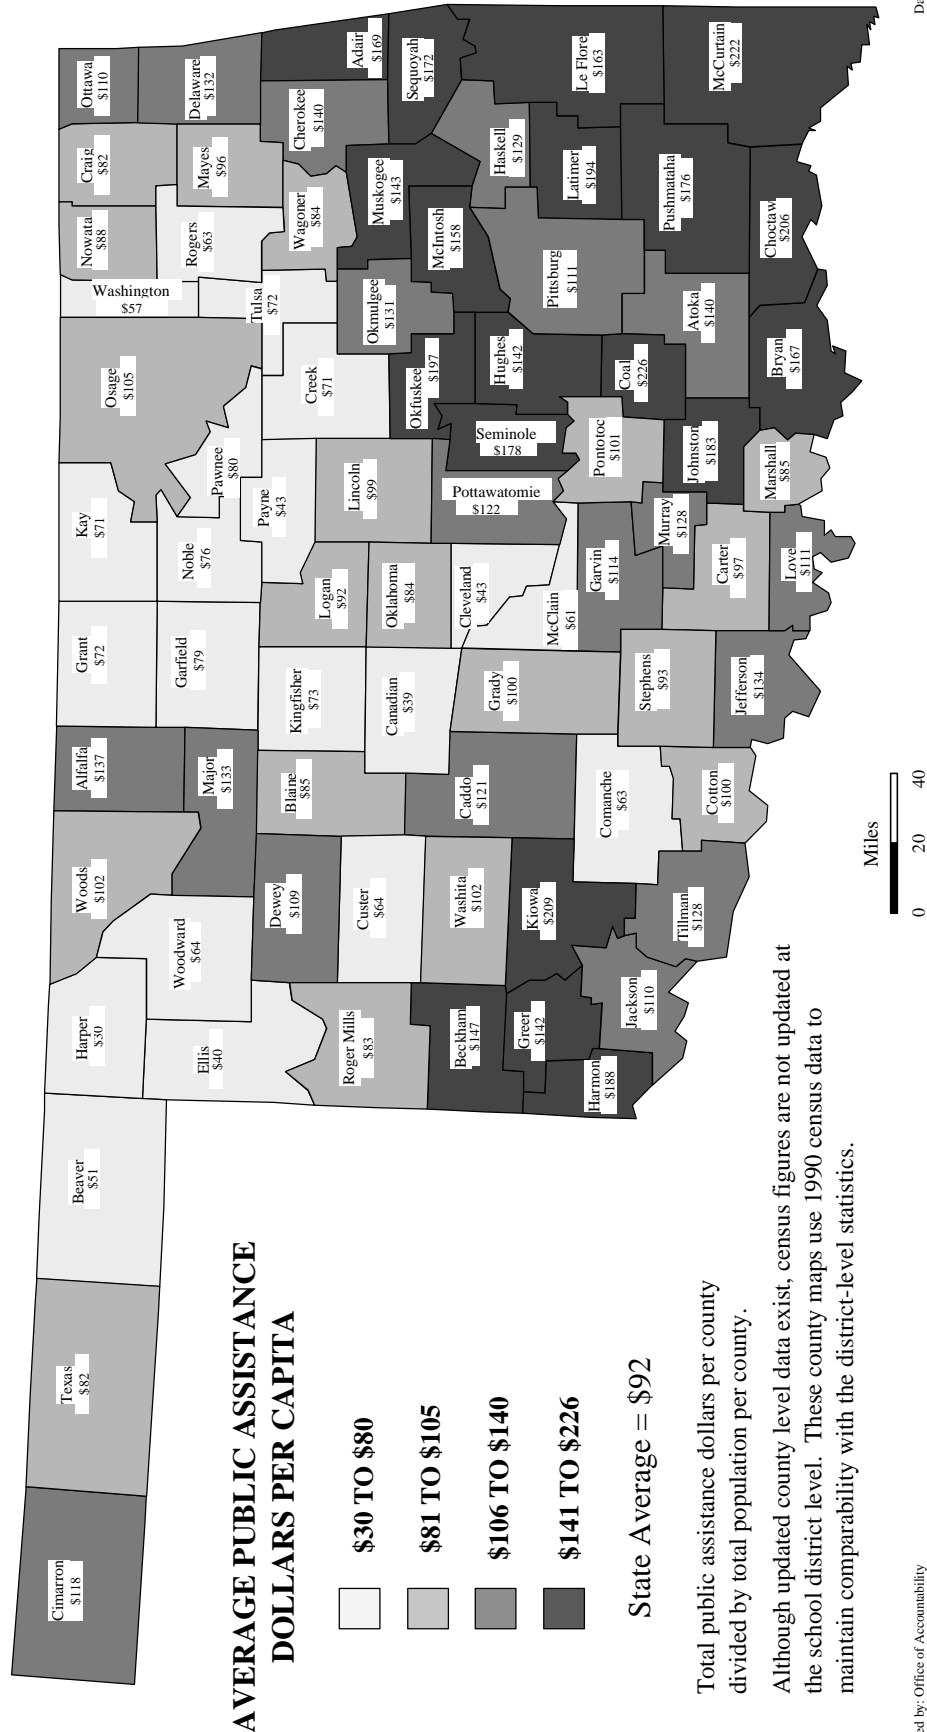 Cimarron
$118
Texas
$82
Beaver
$51
Harper
$30
Woods
$102
Alfalfa
$137
Grant
$72
Kay
$71
Osage
$105
Washington
$57
Nowata
$88
Craig
$82
Ottawa
$110
Ellis
$40
Woodward
$64
Major
$133
Garfield
$79
Noble
$76
Pawnee
$80
Rogers
$63
Mayes
$96
Delaware
$132
Payne
$43
Tulsa
$72
Dewey
$109
Blaine
$85
Kingfisher
$73
Logan
$92
Lincoln
$99
Creek
$71
Wagoner
$84
Cherokee
$140
Adair
$169
Roger Mills
$83
Custer
$64
Canadian
$39
Oklahoma
$84
Okfuskee
$197
Okmulgee
$131
Muskogee
$143
Sequoyah
$172
Beckham
$147
Washita
$102
Caddo
$121
Grady
$100
Cleveland
$43
Pottawatomie
$122
Seminole
$178
Hughes
$142
McIntosh
$158
Haskell
$129
Greer
$142
Kiowa
$209
McClain
$61
Pontotoc
$101
Pittsburg
$111
Latimer
$194
Le Flore
$163
Harmon
$188
Jackson
$110
Comanche
$63
Garvin
$114
Coal
$226
Tillman
$128
Stephens
$93
Murray
$128
Johnston
$183
Atoka
$140
Pushmataha
$176
McCurtain
$222
Cotton
$100
Jefferson
$134
Carter
$97
Love
$111
Marshall
$85
Bryan
$167
Choctaw
$206
AVERAGE PUBLIC ASSISTANCE
DOLLARS PER CAPITA
$30 TO $80
$81 TO $105
$106 TO $140
$141 TO $226
State Average = $92
Total public assistance dollars per county
divided by total population per county.
Although updated county level data exist, census figures are not updated at
the school district level. These county maps use 1990 census data to
maintain comparability with the district-level statistics.
Miles
0 20 40
ed by: Office of Accountability
Da